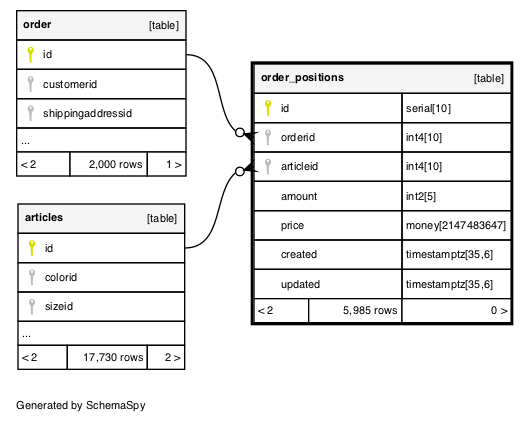 order [table]
id
customerid
shippingaddressid
...
< 2 2,000 rows 1 >
order_positions [table]
id serial[10]
orderid int4[10]
articleid int4[10]
amount int2[5]
price money[2147483647]
created timestamptz[35,6]
updated timestamptz[35,6]
< 2 5,985 rows 0 >
articles [table]
id
colorid
sizeid
...
< 2 17,730 rows 2 >
Generated by SchemaSpy